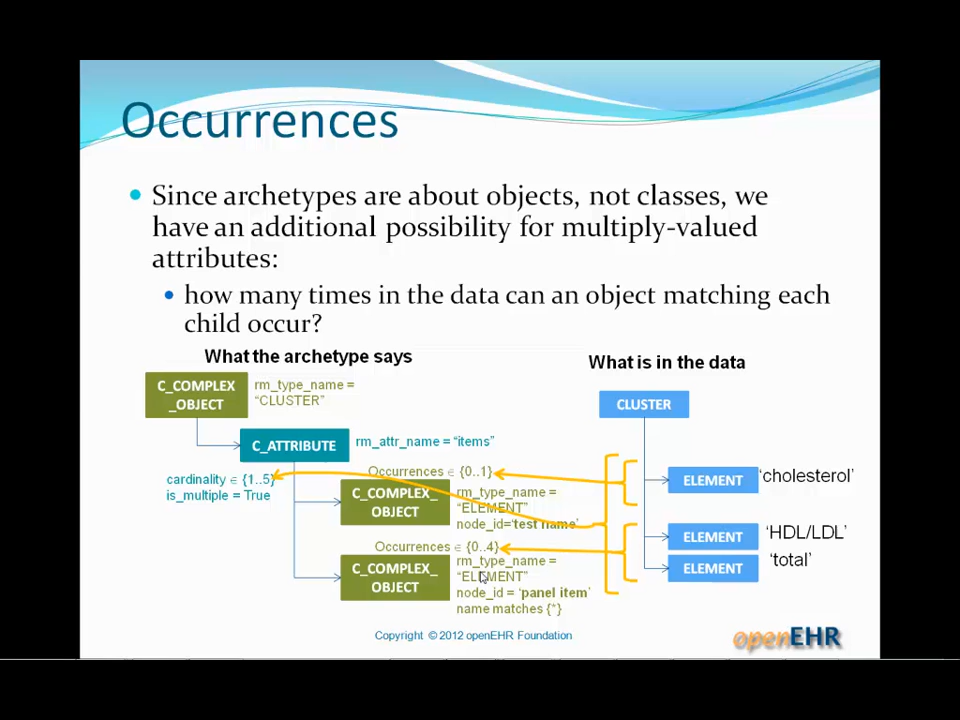 Occurrences
Since archetypes are about objects, not classes, we
have an additional possibility for multiply-valued
attributes:
how many times in the data can an object matching each
child occur?
What the archetype says
What is in the data
C_COMPLEX
_OBJECT
rm_type_name =
“CLUSTER”
CLUSTER
C_ATTRIBUTE
rm_attr_name = “items”
cardinality ∈ {1..5}
is_multiple = True
Occurrences ∈ {0..1}
C_COMPLEX_
OBJECT
rm_type_name =
“ELEMENT”
node_id=‘test name’
ELEMENT
‘cholesterol’
Occurrences ∈ {0..4}
C_COMPLEX_
OBJECT
rm_type_name =
“ELEMENT”
node_id = ‘panel item’
name matches {*}
ELEMENT
‘HDL/LDL’
ELEMENT
‘total’
Copyright © 2012 openEHR Foundation
openEHR